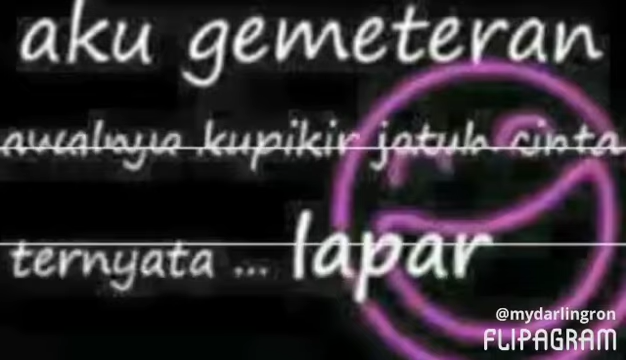 aku gemeteran
awalnya kupikir jatuh cinta
ternyata ... lapar
@mydarlingron
FLIPAGRAM